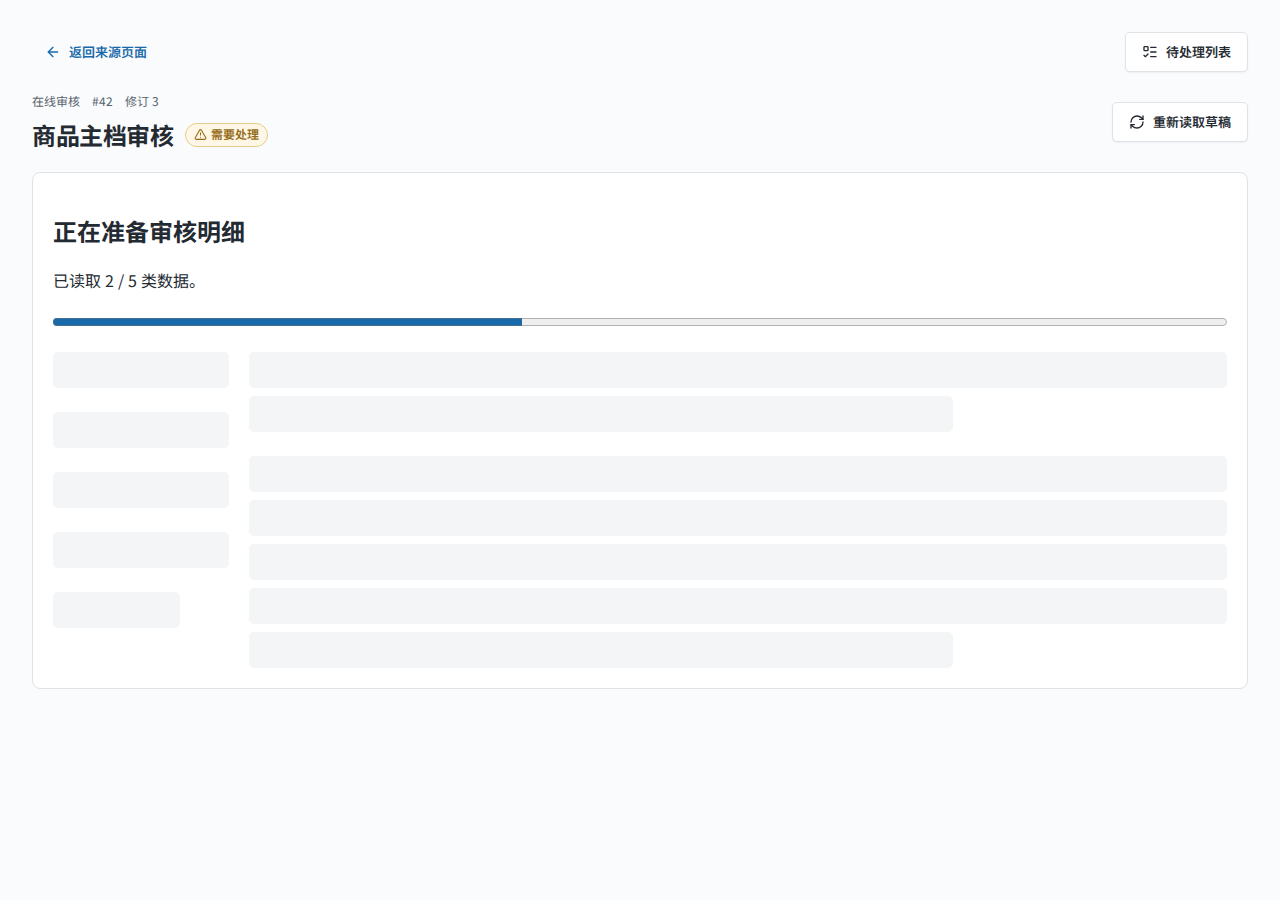 返回来源页面
待处理列表
在线审核 #42 修订 3
商品主档审核
需要处理
重新读取草稿
正在准备审核明细
已读取 2 / 5 类数据。